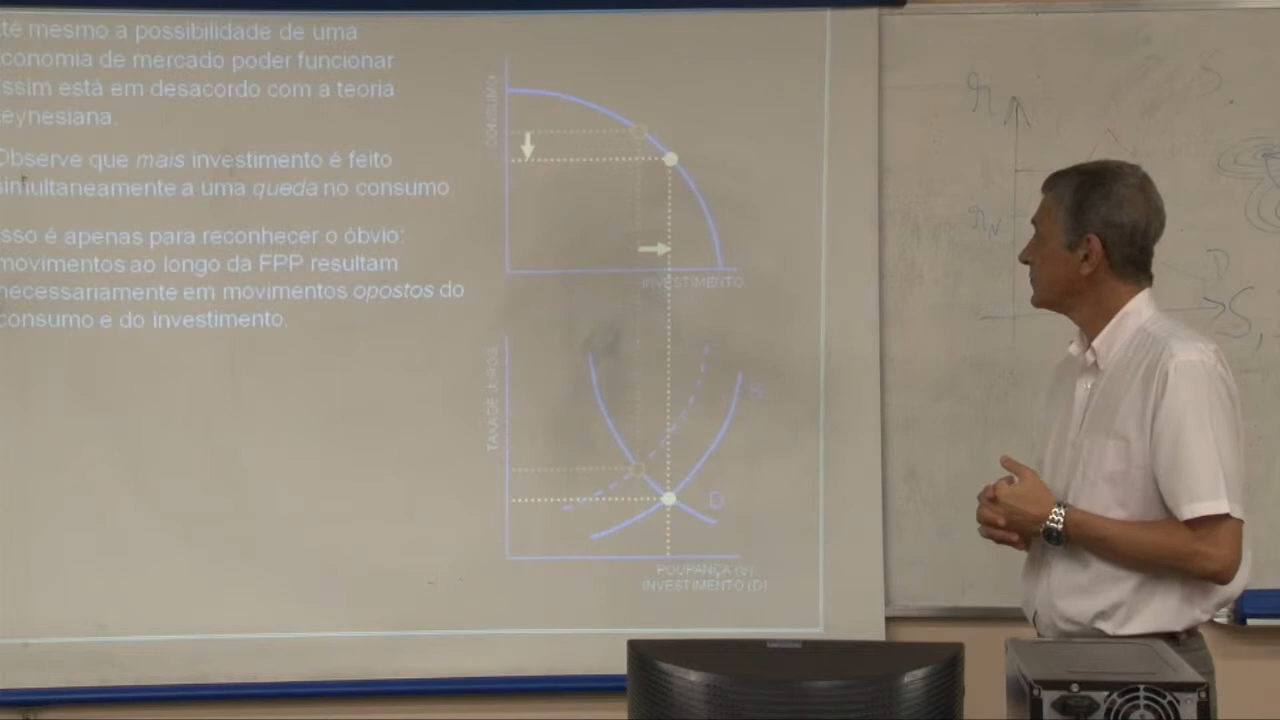 té mesmo a possibilidade de uma
conomia de mercado poder funcionar
ssim está em desacordo com a teoria
eynesiana.
Observe que mais investimento é feito
simultaneamente a uma queda no consumo
sso é apenas para reconhecer o óbvio:
movimentos ao longo da FPP resultam
necessariamente em movimentos opostos do
consumo e do investimento.
CONSUMO
INVESTIMENTO
TAXA DE JUROS
S
D
POUPANÇA (S)
INVESTIMENTO (D)
S
D
S,